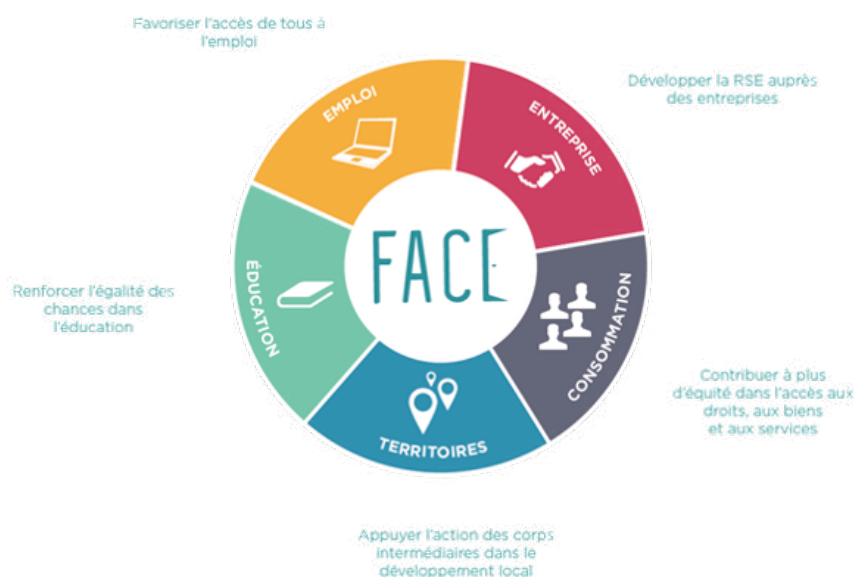 Favoriser l'accès de tous à
l'emploi
Développer la RSE auprès
des entreprises
EMPLOI
ENTREPRISE
FACE
ÉDUCATION
CONSOMMATION
TERRITOIRES
Renforcer l'égalité des
chances dans
l'éducation
Contribuer à plus
d'équité dans l'accès aux
droits, aux biens
et aux services
Appuyer l'action des corps
intermédiaires dans le
développement local